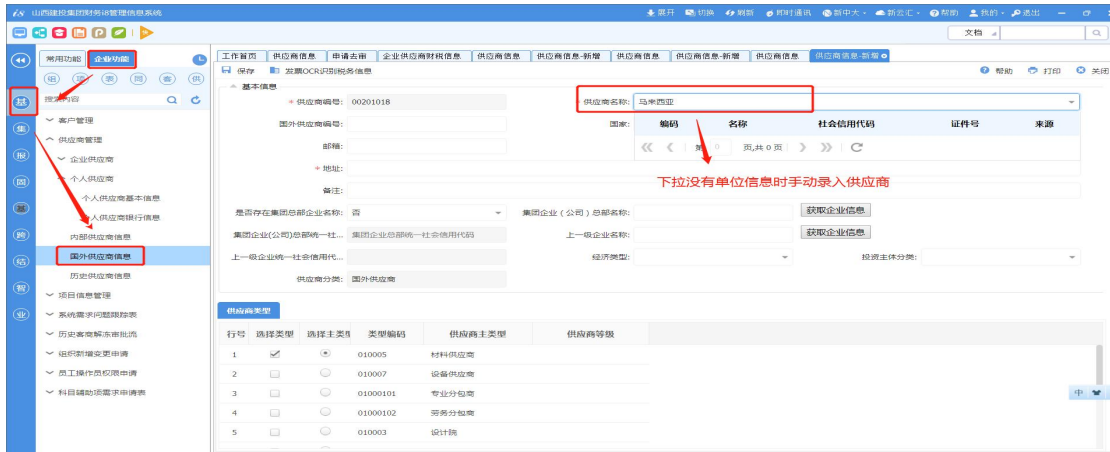 i8 山西建投集团财务i8管理信息系统
展开 切换 刷新 即时通讯 新中大 新云汇 帮助 我的 退出
文档
常用功能 企业功能
工作首页 供应商信息 申请去审 企业供应商财税信息 供应商信息 供应商信息-新增 供应商信息 供应商信息-新增 供应商信息 供应商信息-新增
保存 发票OCR识别税务信息 帮助 打印 关闭
组 项 表 同 客 供
搜索内容
基
集
报
跨
结
智
业
客户管理
供应商管理
企业供应商
个人供应商
个人供应商基本信息
人供应商银行信息
内部供应商信息
国外供应商信息
历史供应商信息
项目信息管理
系统需求问题跟踪表
历史客商解冻审批流
组织新增变更申请
员工操作员权限申请
科目辅助项需求申请表
基本信息
* 供应商编号: 00201018 供应商名称: 马来西亚
国外供应商编号: 国家: 编码 名称 社会信用代码 证件号 来源
邮箱: 第 0 页,共 0 页
* 地址:
下拉没有单位信息时手动录入供应商
备注:
是否存在集团总部企业名称: 否 集团企业(公司)总部名称: 获取企业信息
集团企业(公司)总部统一社... 集团企业总部统一社会信用代码 上一级企业名称: 获取企业信息
上一级企业统一社会信用代... 经济类型: 投资主体分类:
供应商分类: 国外供应商
供应商类型
行号 选择类型 选择主类型 类型编码 供应商主类型 供应商等级
1 010005 材料供应商
2 010007 设备供应商
3 01000101 专业分包商
4 01000102 劳务分包商
5 010003 设计院
中